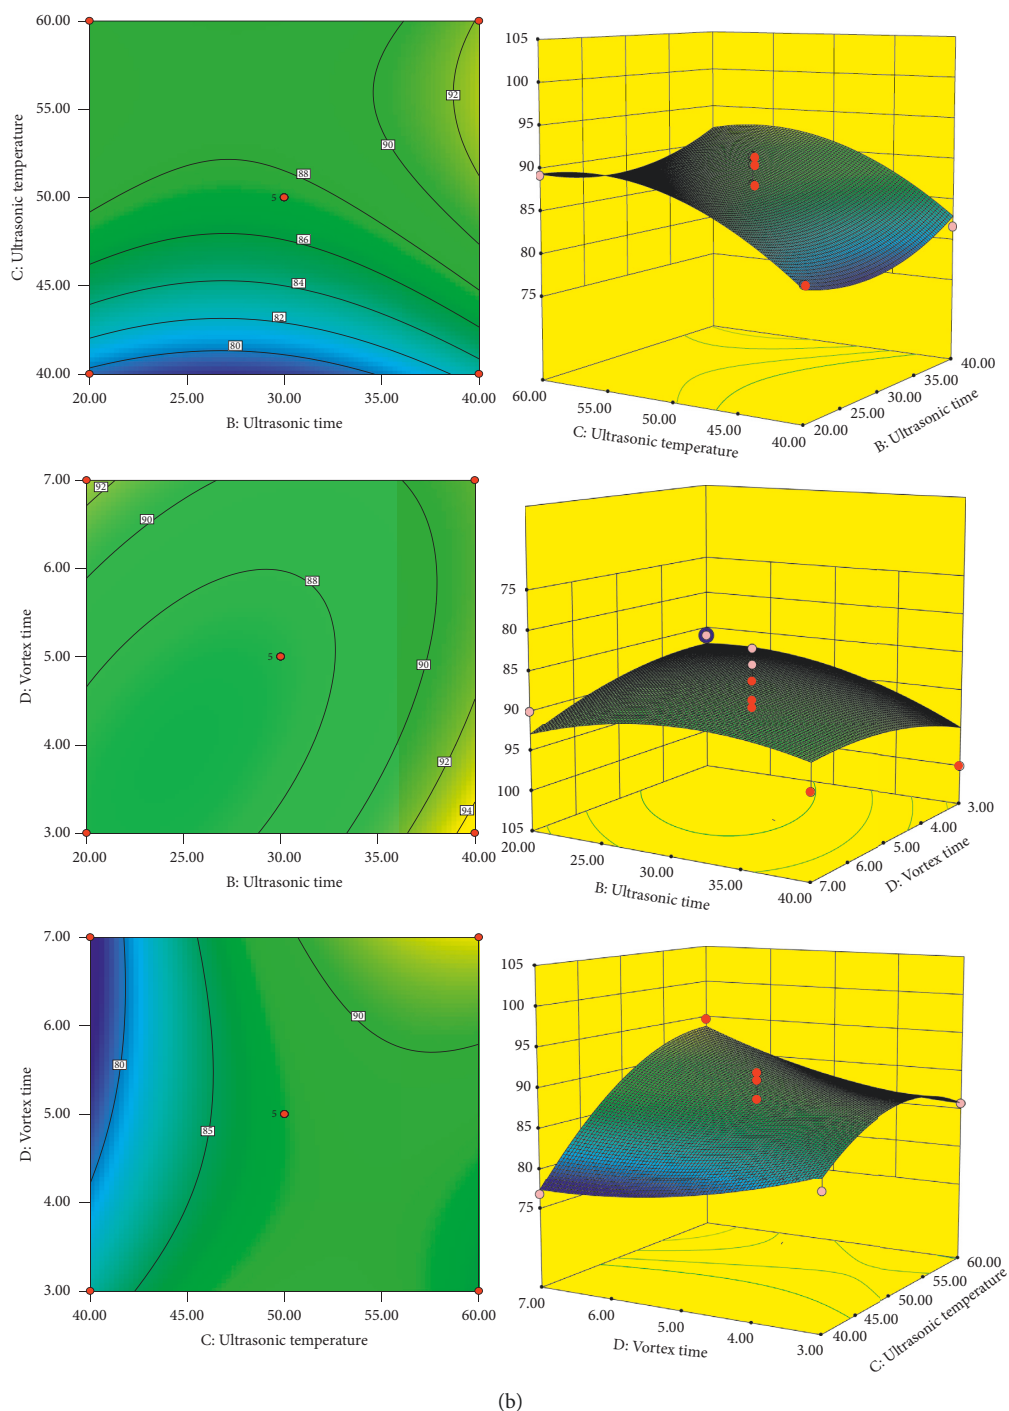 60.00
55.00
50.00
45.00
40.00
C: Ultrasonic temperature
92
90
88
5
86
84
82
80
20.00 25.00 30.00 35.00 40.00
B: Ultrasonic time
105
100
95
90
85
80
75
60.00 55.00 50.00 45.00 40.00
C: Ultrasonic temperature
20.00 25.00 30.00 35.00 40.00
B: Ultrasonic time
7.00
6.00
5.00
4.00
3.00
D: Vortex time
92
90
88
5
90
92
94
20.00 25.00 30.00 35.00 40.00
B: Ultrasonic time
75
80
85
90
95
100
105
20.00 25.00 30.00 35.00 40.00
B: Ultrasonic time
7.00 6.00 5.00 4.00 3.00
D: Vortex time
7.00
6.00
5.00
4.00
3.00
D: Vortex time
90
80
5
85
40.00 45.00 50.00 55.00 60.00
C: Ultrasonic temperature
105
100
95
90
85
80
75
7.00 6.00 5.00 4.00 3.00
D: Vortex time
40.00 45.00 50.00 55.00 60.00
C: Ultrasonic temperature
(b)